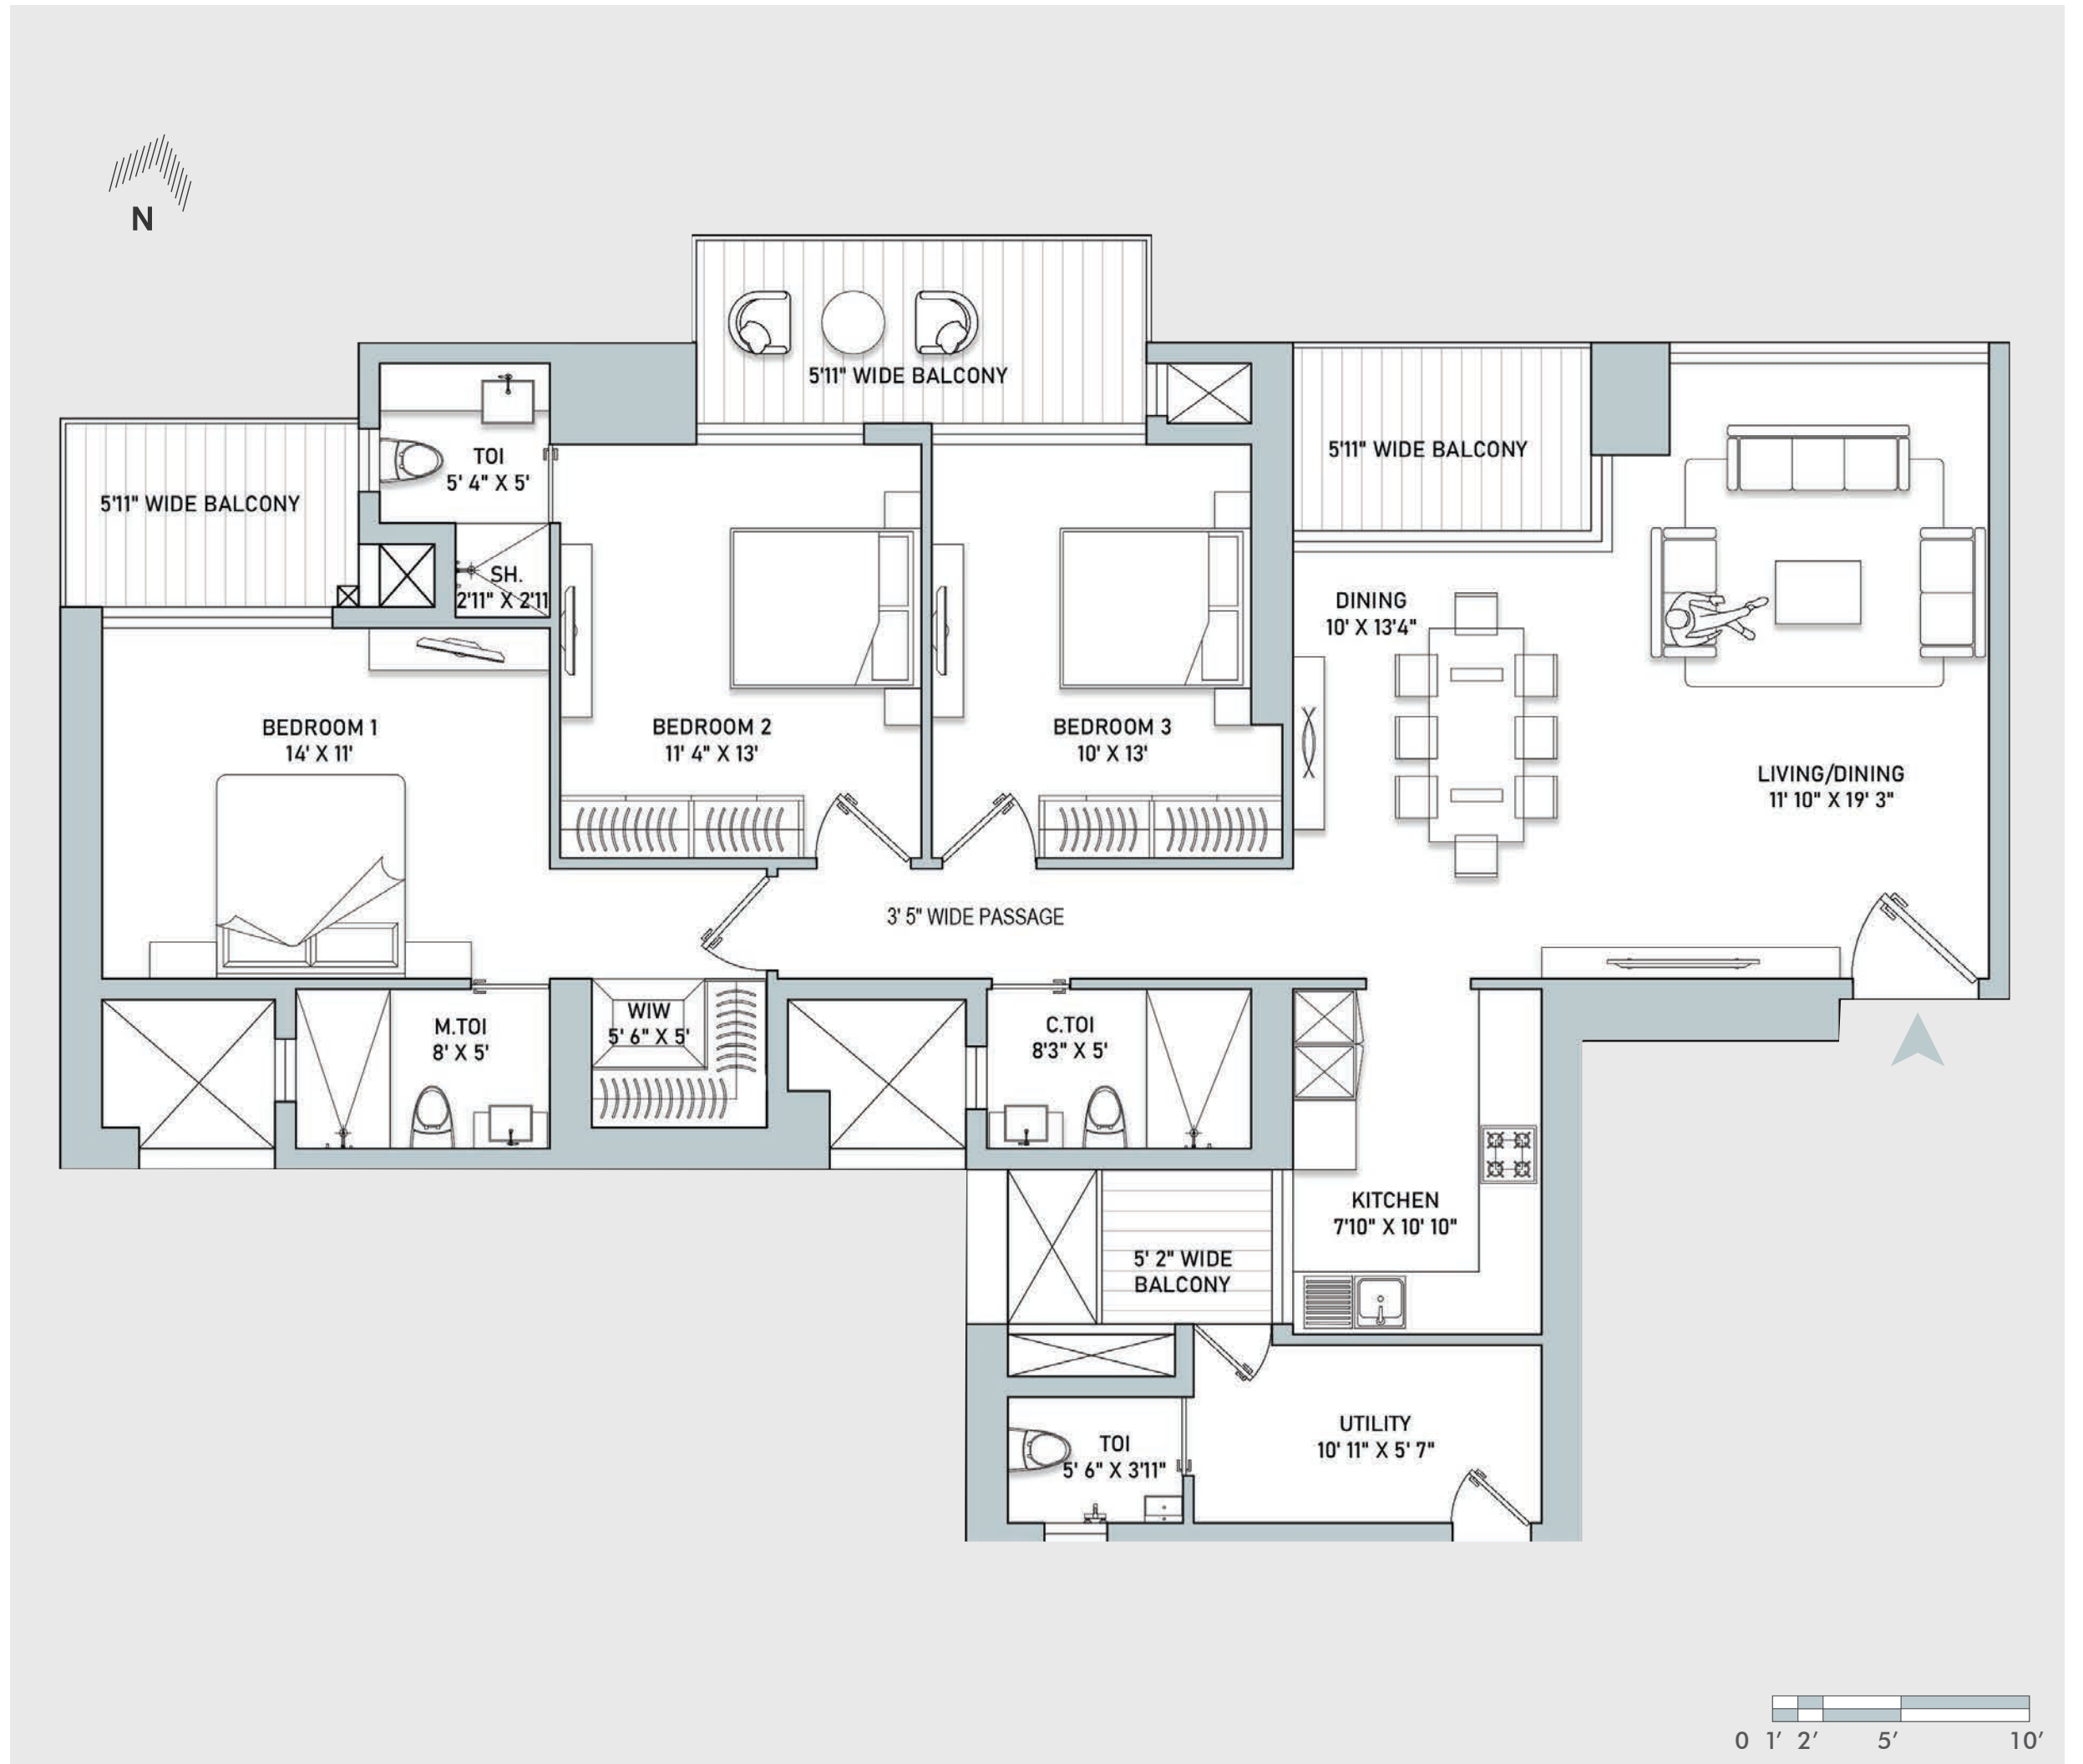 N
5'11" WIDE BALCONY
TOI
5' 4" X 5'
5'11" WIDE BALCONY
5'11" WIDE BALCONY
SH.
2'11" X 2'11
DINING
10' X 13'4"
BEDROOM 1
14' X 11'
BEDROOM 2
11' 4" X 13'
BEDROOM 3
10' X 13'
LIVING/DINING
11' 10" X 19' 3"
3' 5" WIDE PASSAGE
M.TOI
8' X 5'
WIW
5' 6" X 5'
C.TOI
8'3" X 5'
KITCHEN
7'10" X 10' 10"
5' 2" WIDE
BALCONY
TOI
5' 6" X 3'11"
UTILITY
10' 11" X 5' 7"
0 1' 2' 5' 10'